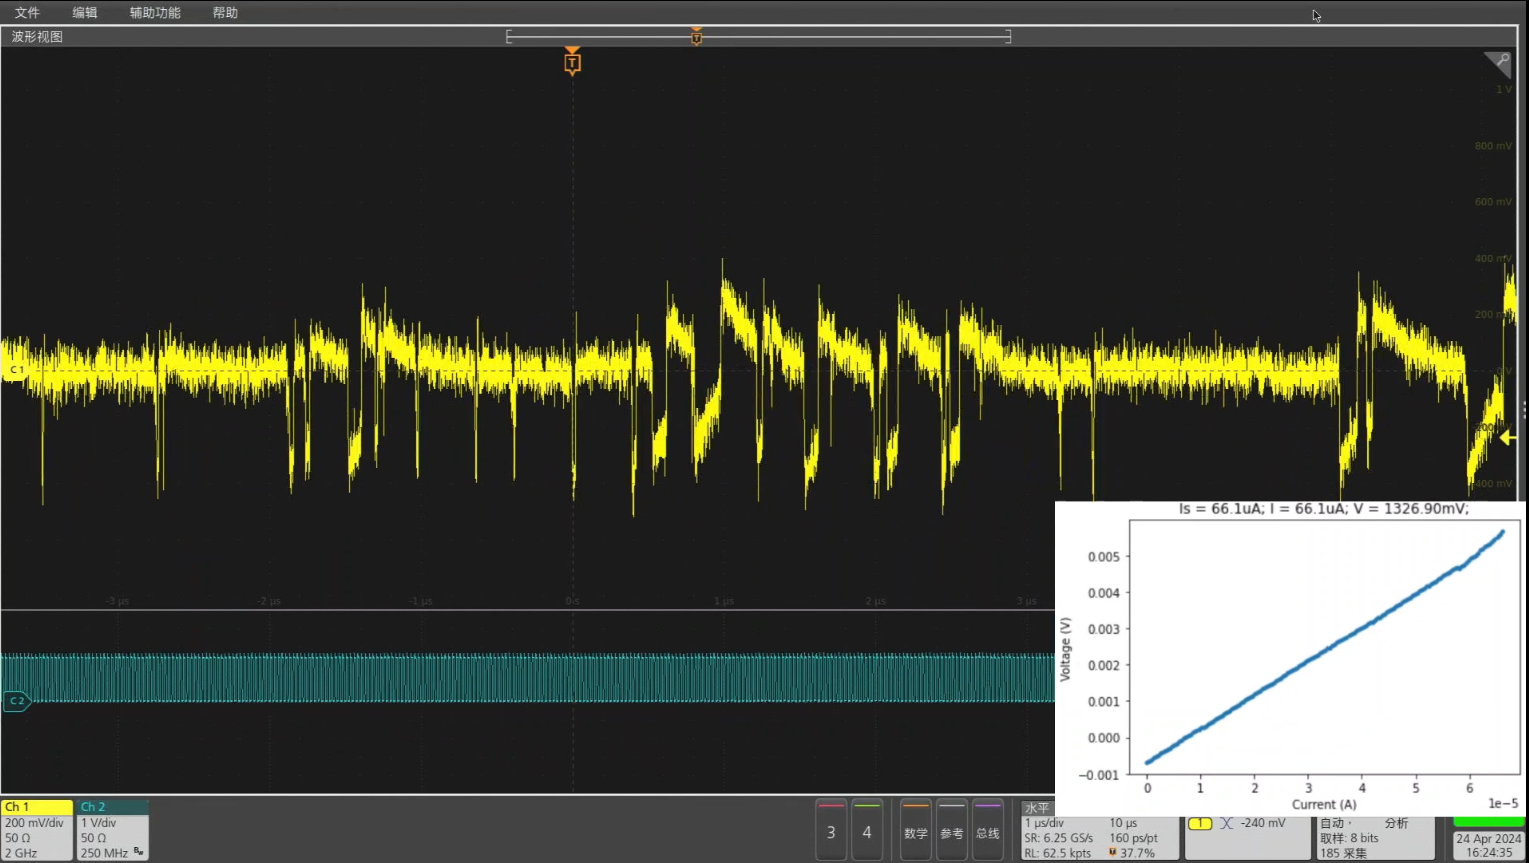 文件 编辑 辅助功能 帮助
波形视图
T
T
1 V
800 mV
600 mV
400 mV
200 mV
C1
0 V
-200 mV
-400 mV
-3 µs -2 µs -1 µs 0 s 1 µs 2 µs 3 µs
C2
Is = 66.1uA; I = 66.1uA; V = 1326.90mV;
0.005
0.004
0.003
0.002
0.001
0.000
−0.001
Voltage (V)
0 1 2 3 4 5 6
Current (A)
1e−5
Ch 1
200 mV/div
50 Ω
2 GHz
Ch 2
1 V/div
50 Ω
250 MHz Bw
3
4
数学
参考
总线
水平
1 µs/div 10 µs
SR: 6.25 GS/s 160 ps/pt
RL: 62.5 kpts T 37.7%
1 -240 mV
自动， 分析
取样: 8 bits
185 采集
24 Apr 2024
16:24:35